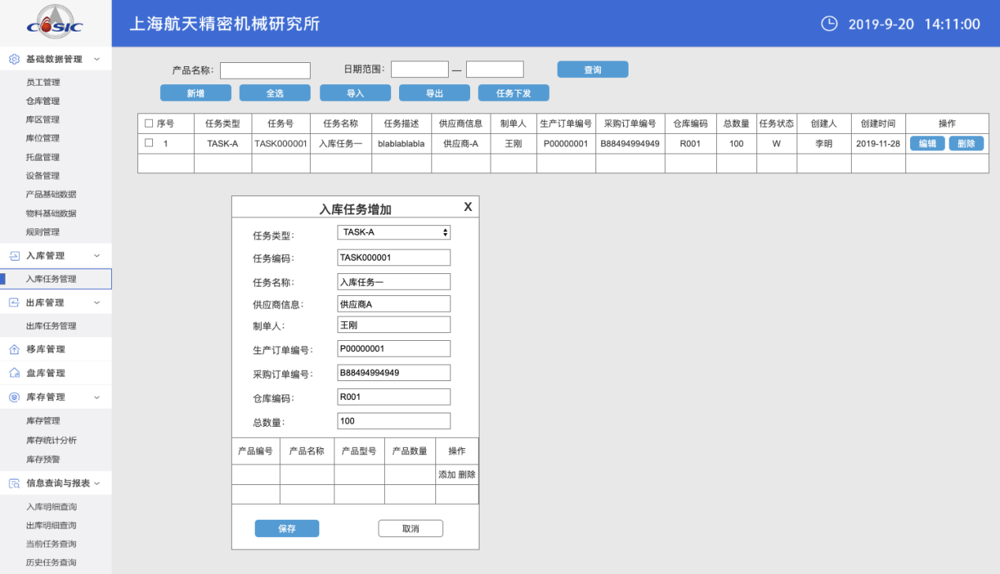 CASIC
上海航天精密机械研究所
2019-9-20 14:11:00
基础数据管理
员工管理
仓库管理
库区管理
库位管理
托盘管理
设备管理
产品基础数据
物料基础数据
规则管理
入库管理
入库任务管理
出库管理
出库任务管理
移库管理
盘库管理
库存管理
库存管理
库存统计分析
库存预警
信息查询与报表
入库明细查询
出库明细查询
当前任务查询
历史任务查询
产品名称: 日期范围: — 查询
新增 全选 导入 导出 任务下发
序号 任务类型 任务号 任务名称 任务描述 供应商信息 制单人 生产订单编号 采购订单编号 仓库编码 总数量 任务状态 创建人 创建时间 操作
1 TASK-A TASK000001 入库任务一 blablablabla 供应商-A 王刚 P00000001 B88494994949 R001 100 W 李明 2019-11-28 编辑 删除
入库任务增加 X
任务类型: TASK-A
任务编码: TASK000001
任务名称: 入库任务一
供应商信息: 供应商A
制单人: 王刚
生产订单编号: P00000001
采购订单编号: B88494994949
仓库编码: R001
总数量: 100
产品编号 产品名称 产品型号 产品数量 操作
添加 删除
保存 取消